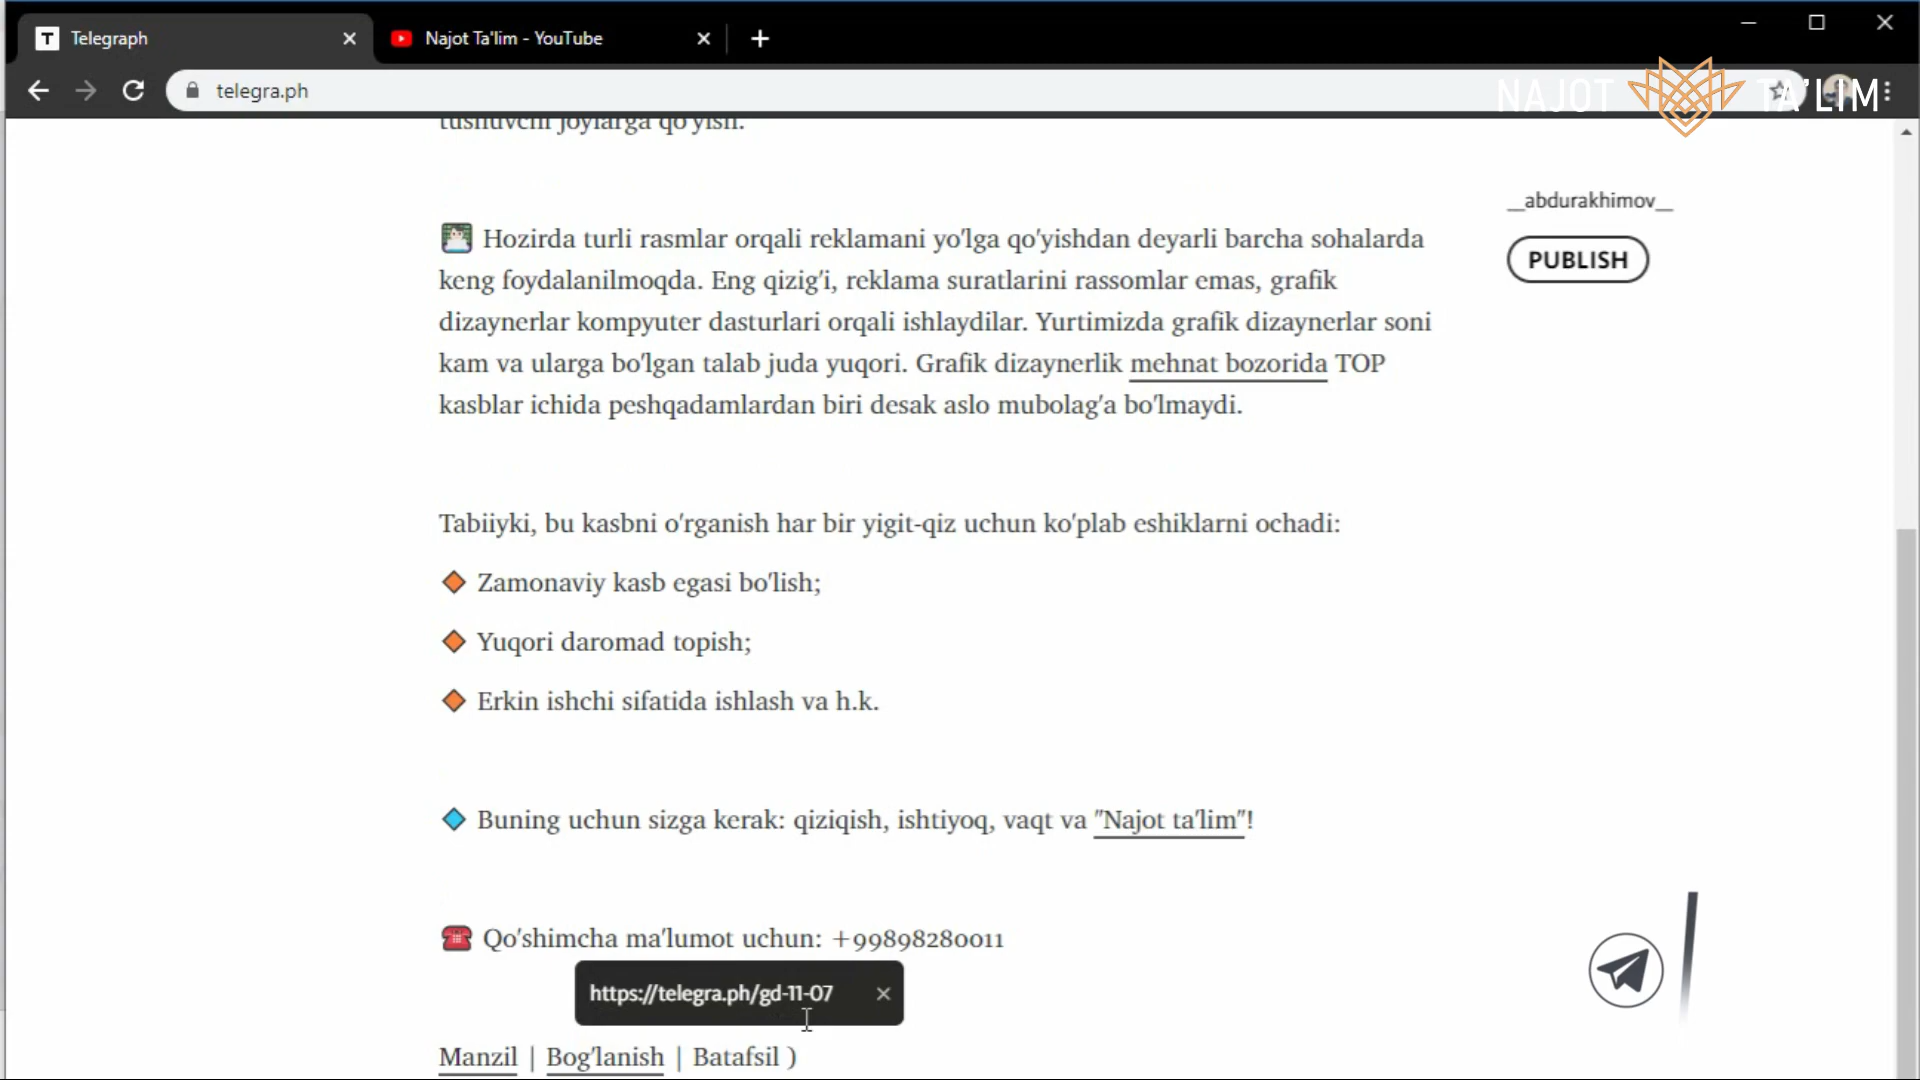 Telegraph
Najot Ta'lim - YouTube
telegra.ph
NAJOT TA'LIM
tushuvchi joylarga qo'yish.
__abdurakhimov__
PUBLISH
Hozirda turli rasmlar orqali reklamani yo'lga qo'yishdan deyarli barcha sohalarda
keng foydalanilmoqda. Eng qizig'i, reklama suratlarini rassomlar emas, grafik
dizaynerlar kompyuter dasturlari orqali ishlaydilar. Yurtimizda grafik dizaynerlar soni
kam va ularga bo'lgan talab juda yuqori. Grafik dizaynerlik mehnat bozorida TOP
kasblar ichida peshqadamlardan biri desak aslo mubolag'a bo'lmaydi.
Tabiiyki, bu kasbni o'rganish har bir yigit-qiz uchun ko'plab eshiklarni ochadi:
Zamonaviy kasb egasi bo'lish;
Yuqori daromad topish;
Erkin ishchi sifatida ishlash va h.k.
Buning uchun sizga kerak: qiziqish, ishtiyoq, vaqt va "Najot ta'lim"!
Qo'shimcha ma'lumot uchun: +99898280011
https://telegra.ph/gd-11-07
Manzil | Bog'lanish | Batafsil )